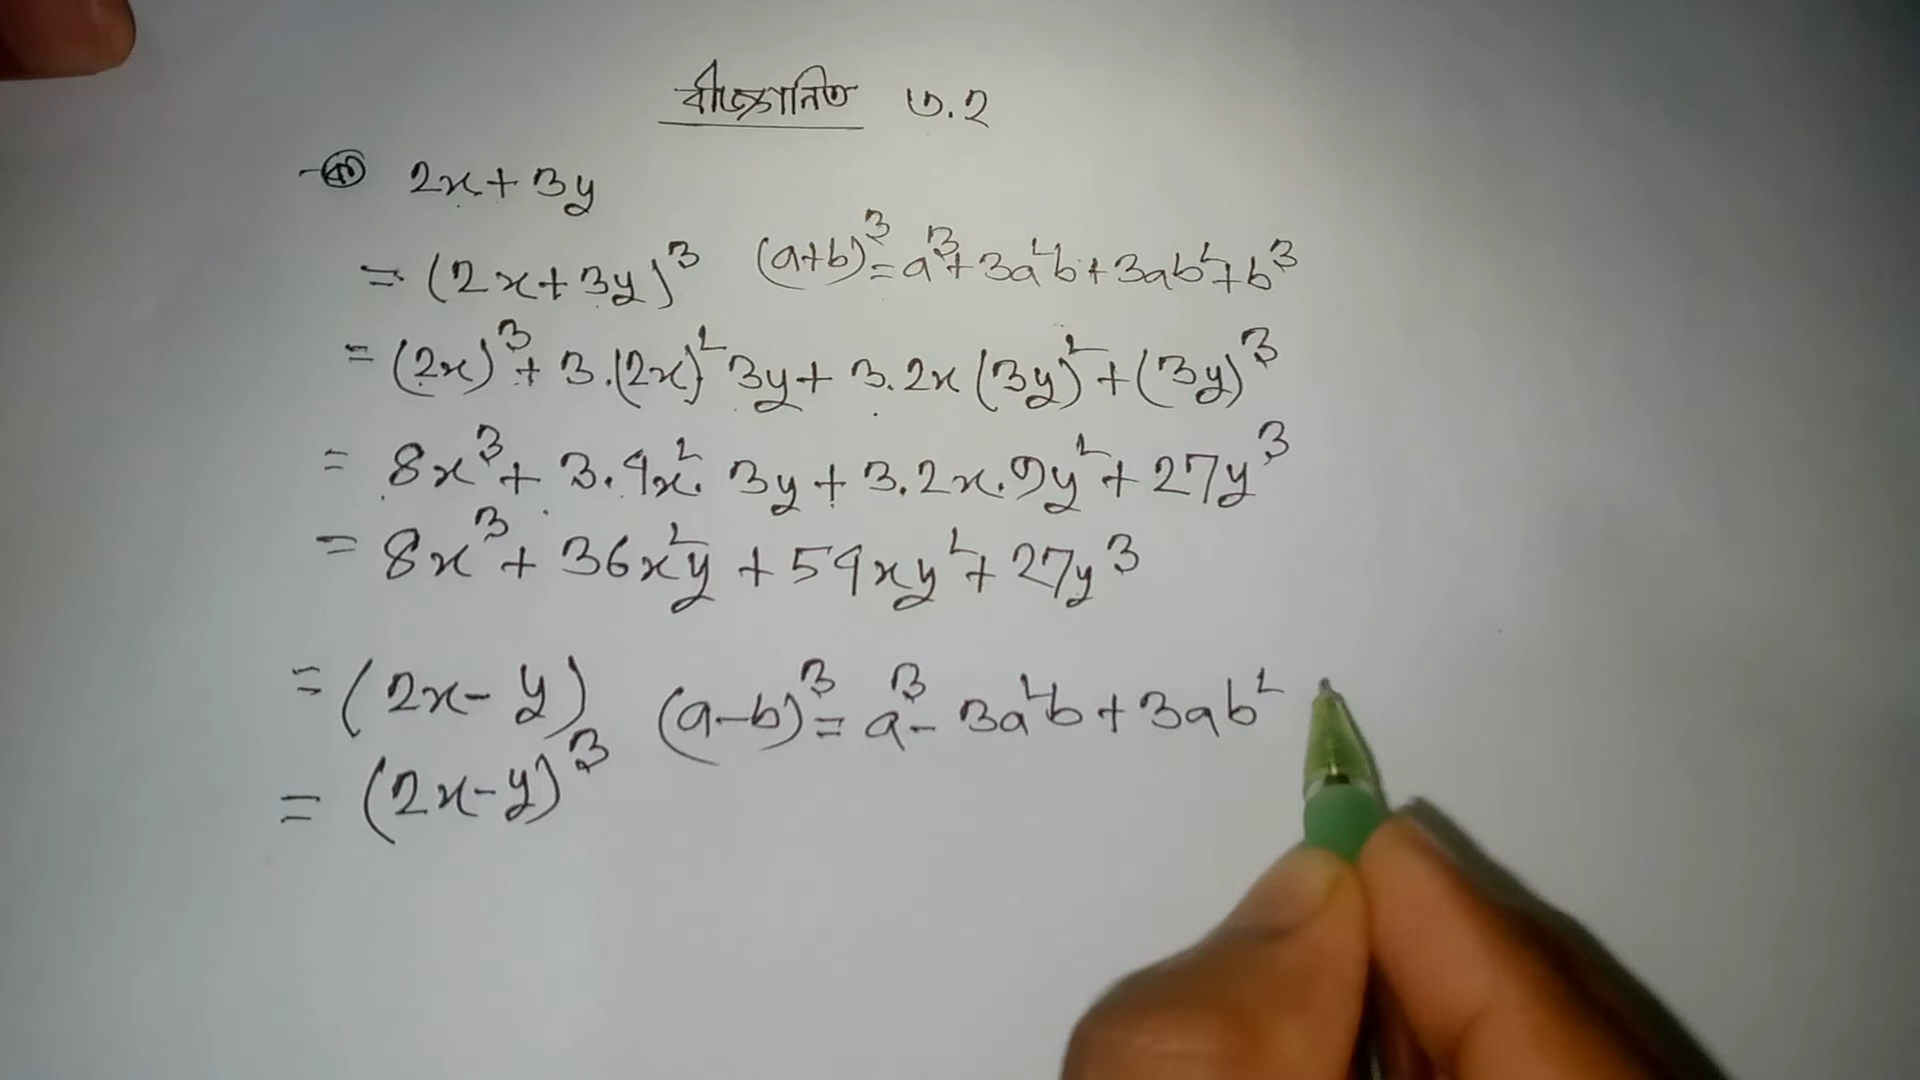 বীজগানিত ৩.২
ক 2x+3y
= (2x+3y)³ (a+b)³ = a³+3a²b+3ab²+b³
= (2x)³ + 3.(2x)² 3y + 3.2x (3y)² + (3y)³
= 8x³ + 3.4x². 3y + 3.2x.9y² + 27y³
= 8x³ + 36x²y + 54xy² + 27y³
= (2x - y) (a-b)³ = a³ - 3a²b + 3ab²
= (2x-y)³